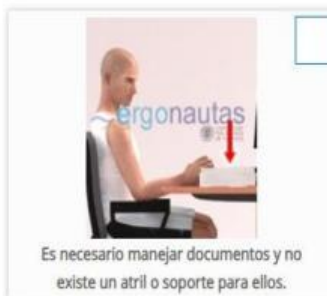 ergonautas
Es necesario manejar documentos y no
existe un atril o soporte para ellos.